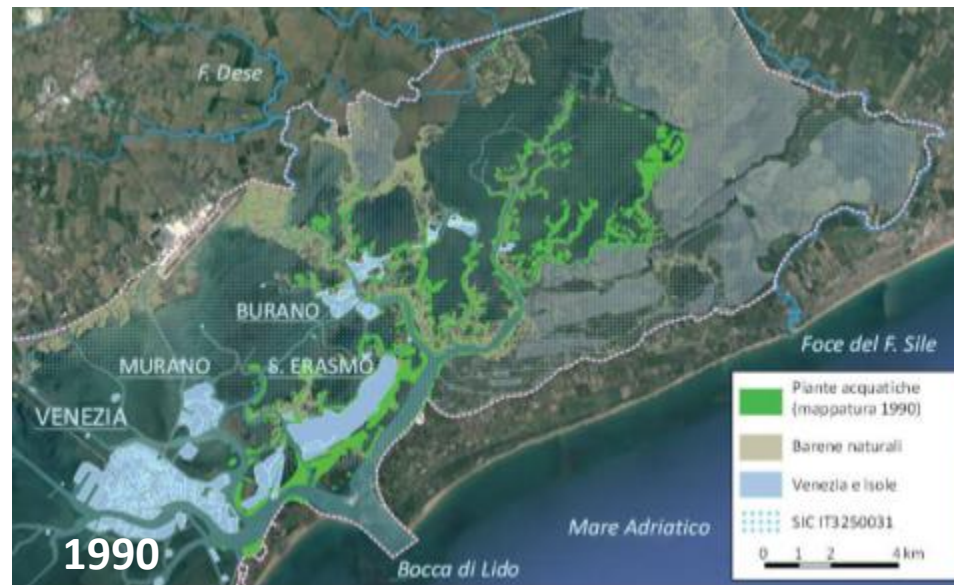 F. Dese
BURANO
MURANO
S. ERASMO
VENEZIA
Foce del F. Sile
Piante acquatiche
(mappatura 1990)
Barene naturali
Venezia e isole
SIC IT3250031
0 1 2 4 km
Mare Adriatico
Bocca di Lido
1990